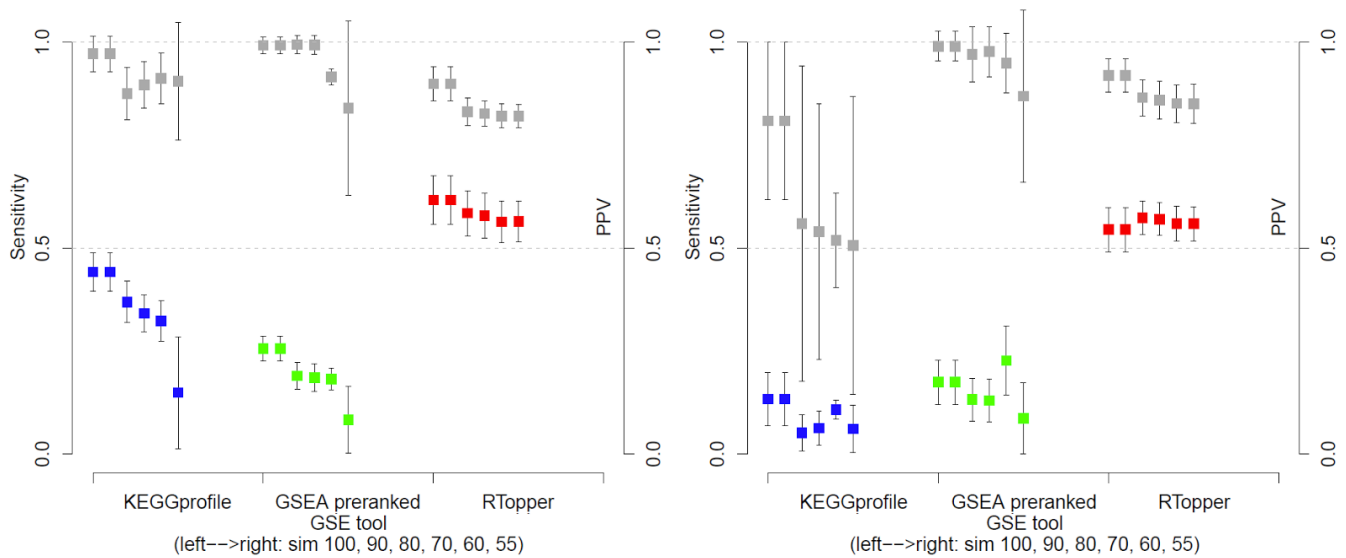 Sensitivity
0.0
0.5
1.0
PPV
0.0
0.5
1.0
KEGGprofile
GSEA preranked
RTopper
GSE tool
(left−−>right: sim 100, 90, 80, 70, 60, 55)
Sensitivity
0.0
0.5
1.0
PPV
0.0
0.5
1.0
KEGGprofile
GSEA preranked
RTopper
GSE tool
(left−−>right: sim 100, 90, 80, 70, 60, 55)